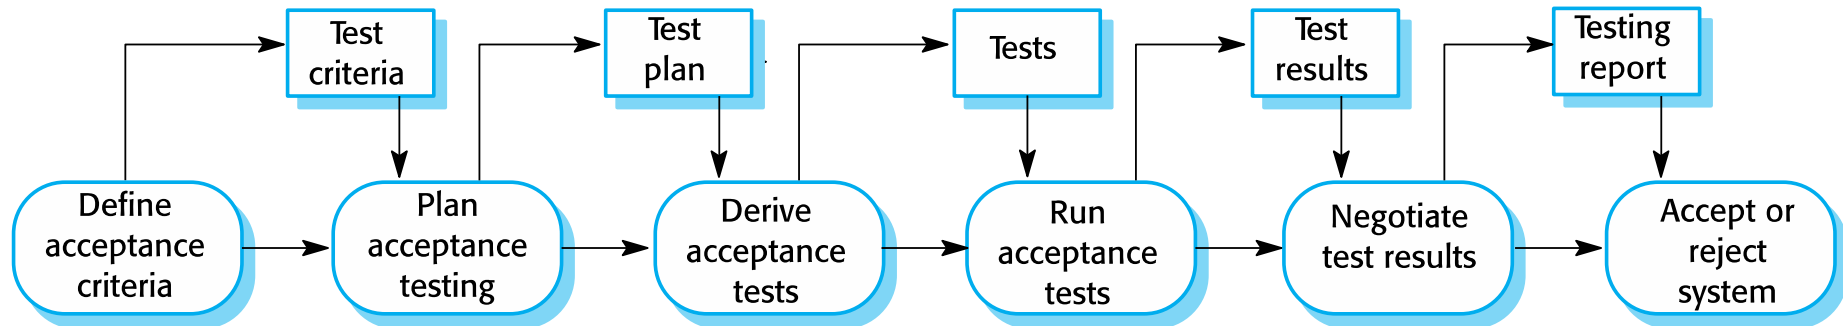 Test
criteria
Test
plan
Tests
Test
results
Testing
report
Define
acceptance
criteria
Plan
acceptance
testing
Derive
acceptance
tests
Run
acceptance
tests
Negotiate
test results
Accept or
reject
system